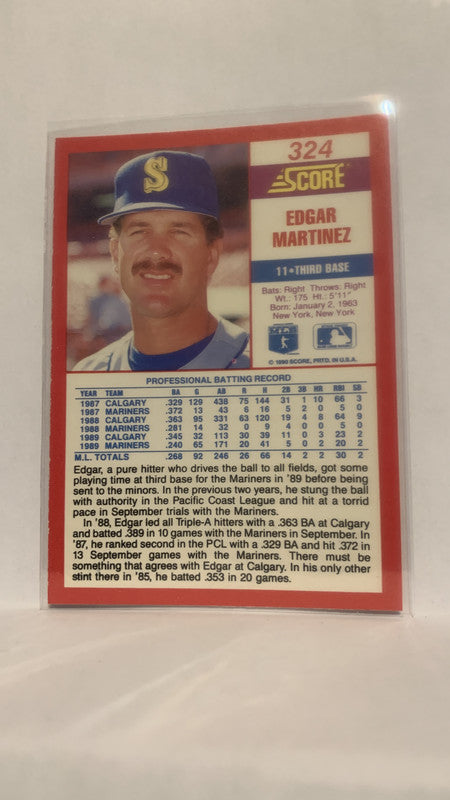 S
324
SCORE
EDGAR
MARTINEZ
11•THIRD BASE
Bats: Right Throws: Right
Wt.: 175 Ht.: 5'11"
Born: January 2, 1963
New York, New York
© 1990 SCORE, PRTD. IN U.S.A.
PROFESSIONAL BATTING RECORD
YEAR TEAM BA G AB R H 2B 3B HR RBI SB
1987 CALGARY .329 129 438 75 144 31 1 10 66 3
1987 MARINERS .372 13 43 6 16 5 2 0 5 0
1988 CALGARY .363 95 331 63 120 19 4 8 64 9
1988 MARINERS .281 14 32 0 9 4 0 0 5 0
1989 CALGARY .345 32 113 30 39 11 0 3 23 2
1989 MARINERS .240 65 171 20 41 5 0 2 20 2
M.L. TOTALS .268 92 246 26 66 14 2 2 30 2
Edgar, a pure hitter who drives the ball to all fields, got some
playing time at third base for the Mariners in '89 before being
sent to the minors. In the previous two years, he stung the ball
with authority in the Pacific Coast League and hit at a torrid
pace in September trials with the Mariners.
In '88, Edgar led all Triple-A hitters with a .363 BA at Calgary
and batted .389 in 10 games with the Mariners in September. In
'87, he ranked second in the PCL with a .329 BA and hit .372 in
13 September games with the Mariners. There must be
something that agrees with Edgar at Calgary. In his only other
stint there in '85, he batted .353 in 20 games.